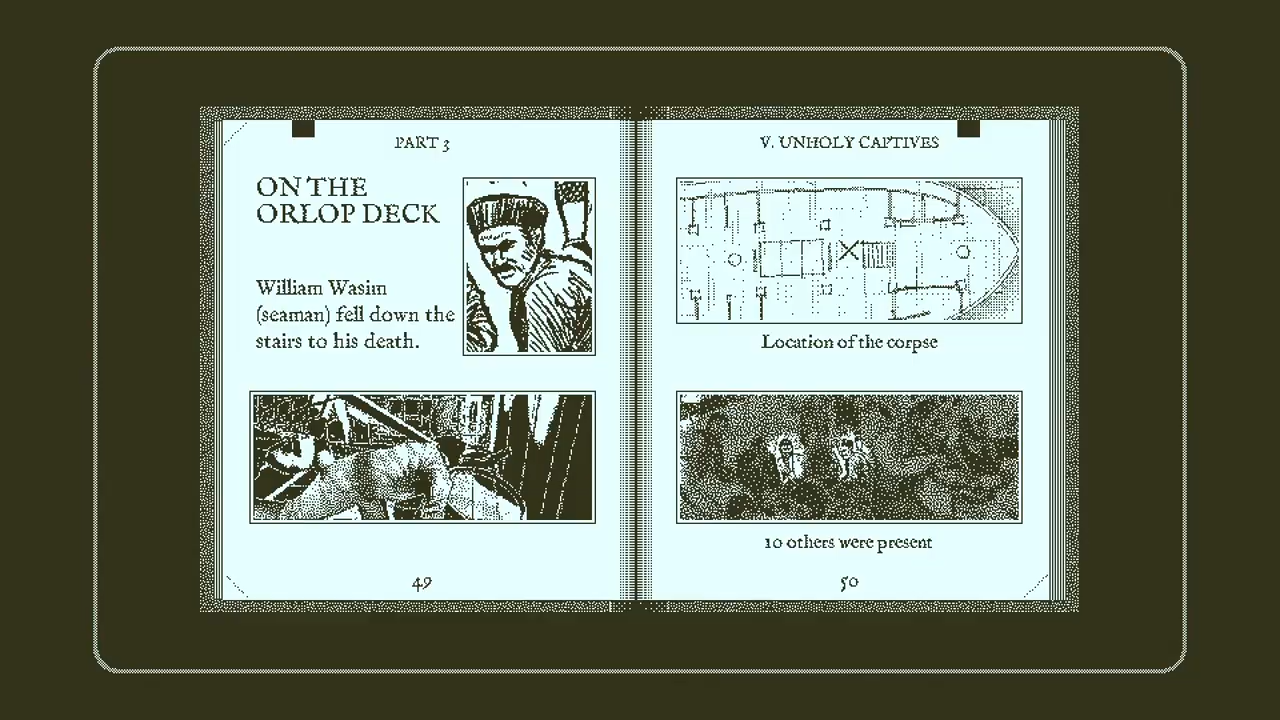 PART 3
ON THE
ORLOP DECK
William Wasim
(seaman) fell down the
stairs to his death.
49
V. UNHOLY CAPTIVES
Location of the corpse
10 others were present
50